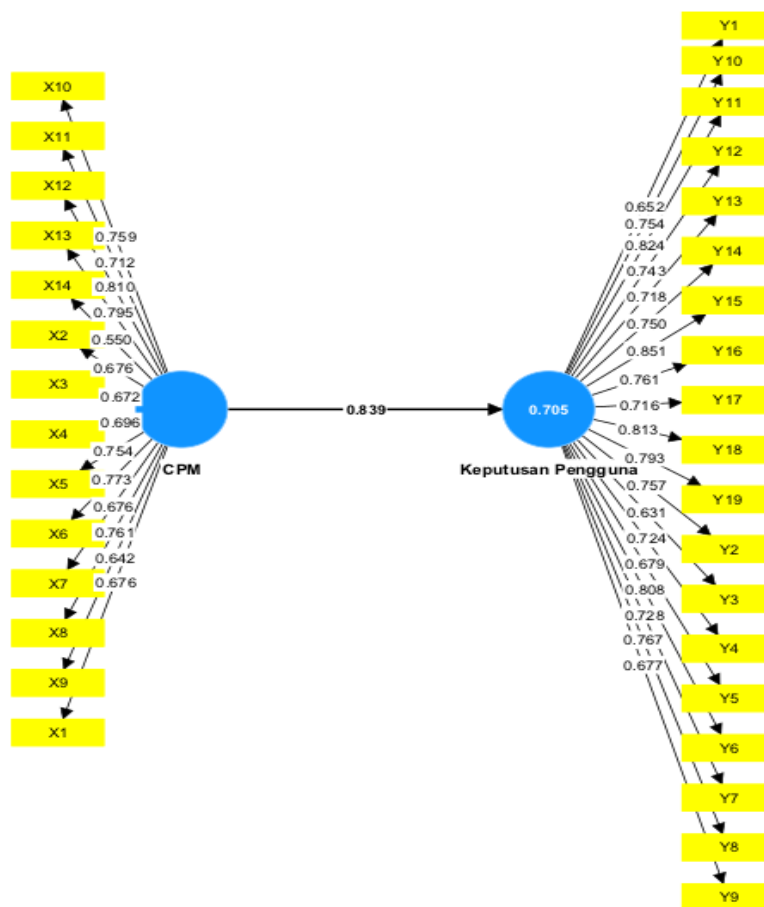 X10
X11
X12
X13
X14
X2
X3
X4
X5
X6
X7
X8
X9
X1
0.759
0.712
0.810
0.795
0.550
0.676
0.672
0.696
0.754
0.773
0.676
0.761
0.642
0.676
CPM
0.839
0.705
Keputusan Pengguna
0.652
0.754
0.824
0.743
0.718
0.750
0.851
0.761
0.716
0.813
0.793
0.757
0.631
0.724
0.679
0.808
0.728
0.767
0.677
Y1
Y10
Y11
Y12
Y13
Y14
Y15
Y16
Y17
Y18
Y19
Y2
Y3
Y4
Y5
Y6
Y7
Y8
Y9